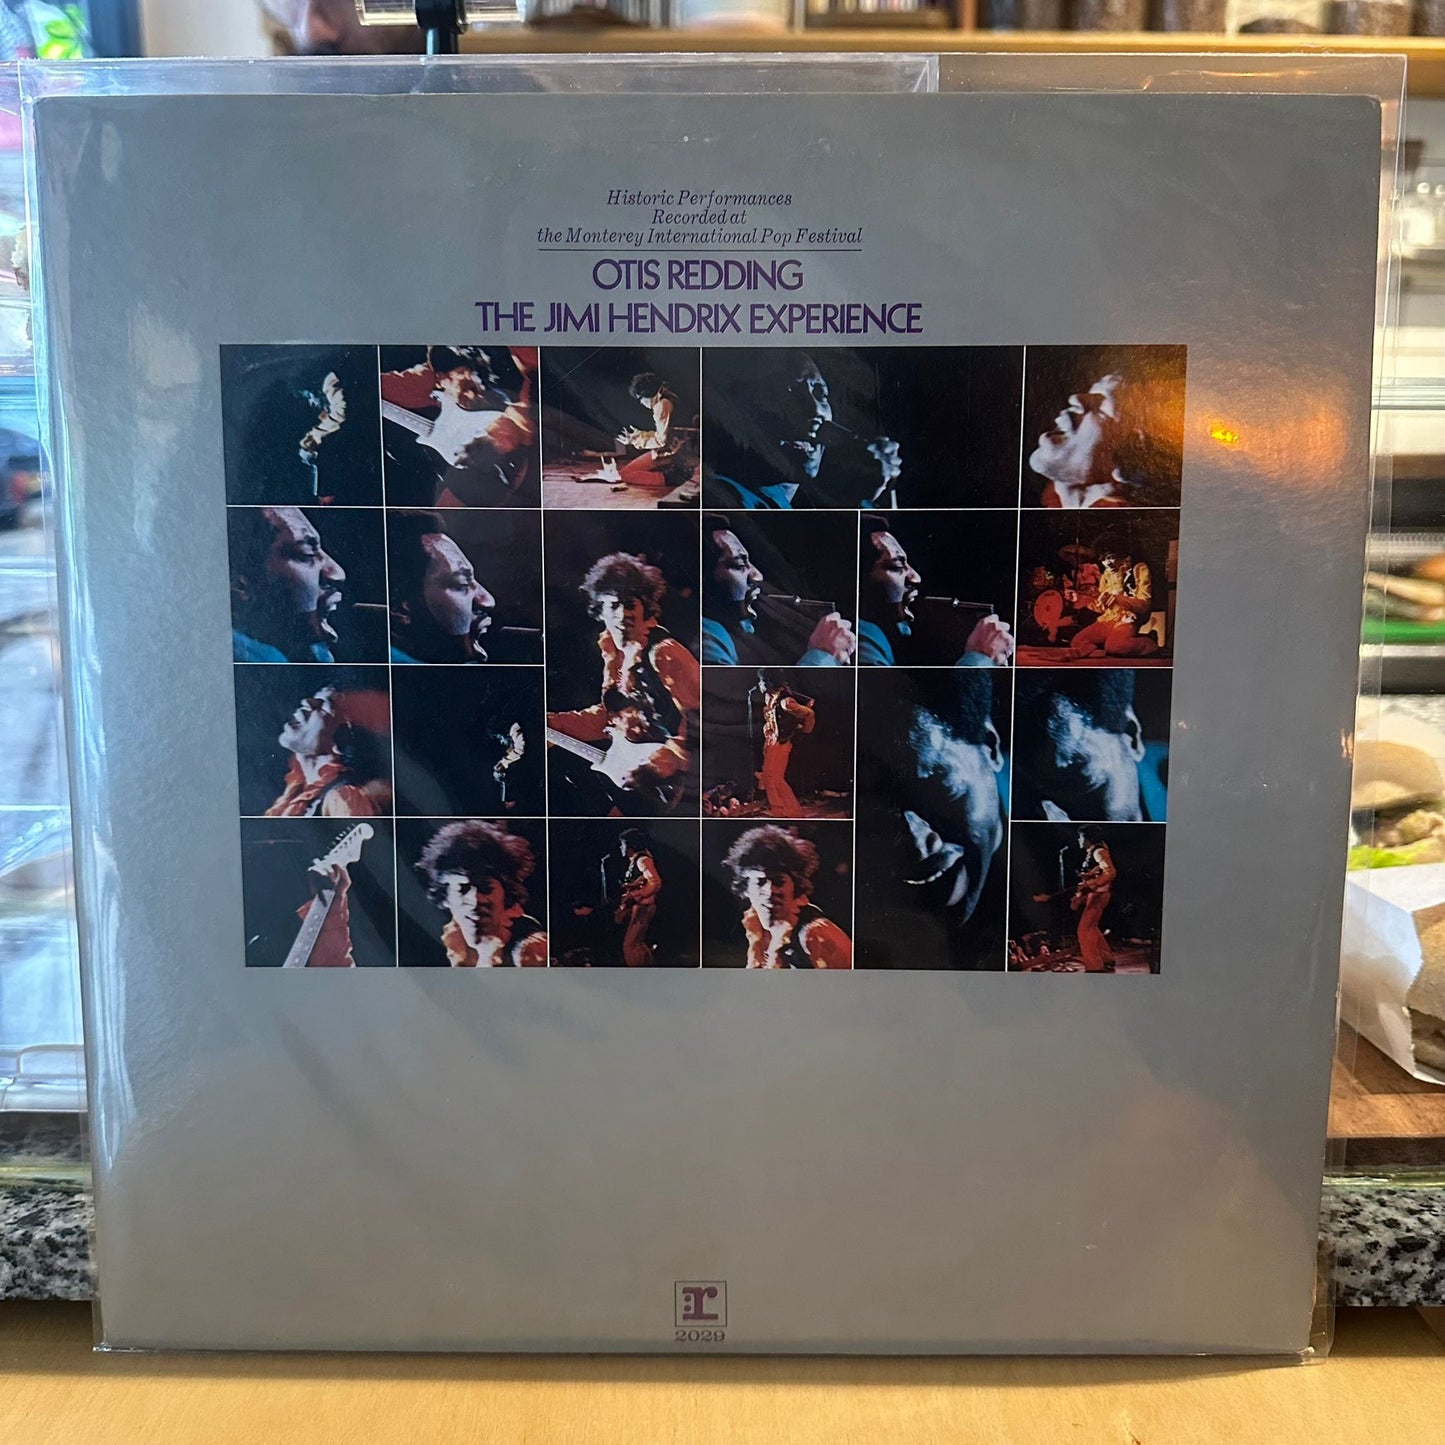 Historic Performances
Recorded at
the Monterey International Pop Festival
OTIS REDDING
THE JIMI HENDRIX EXPERIENCE
r
2029